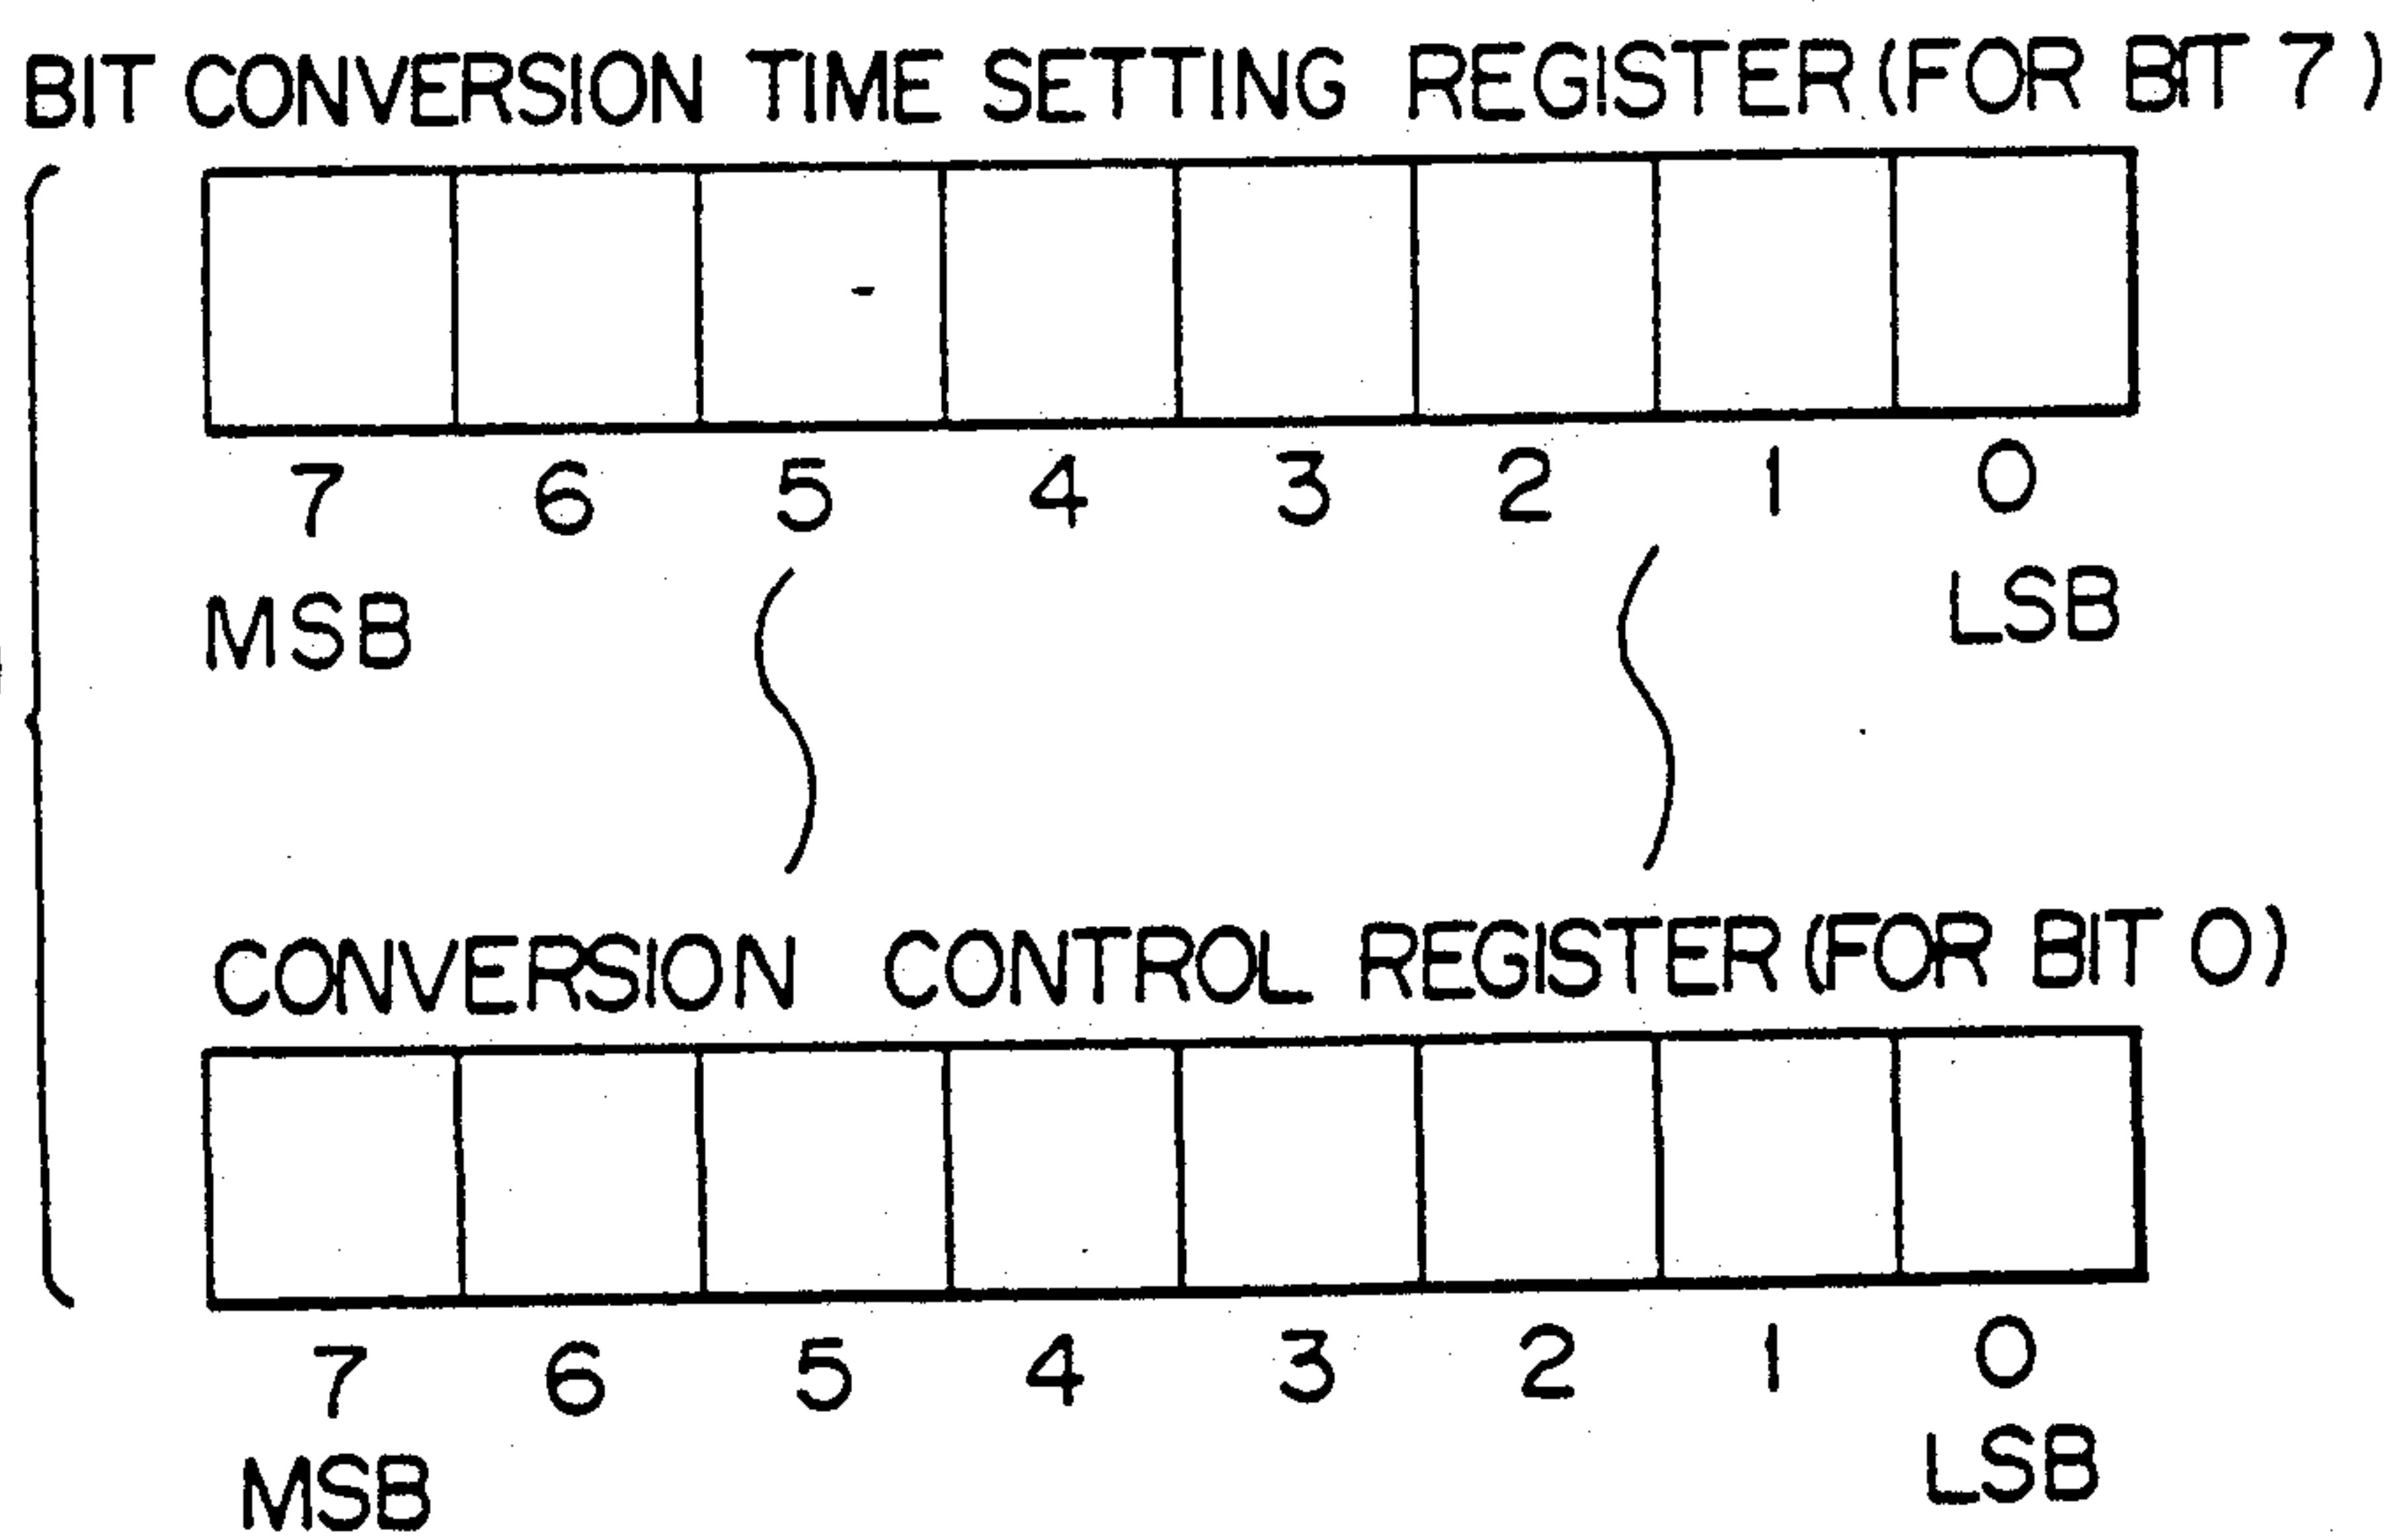 BIT CONVERSION TIME SETTING REGISTER (FOR BIT 7)
7 6 5 4 3 2 1 0
MSB LSB
CONVERSION CONTROL REGISTER (FOR BIT 0)
7 6 5 4 3 2 1 0
MSB LSB